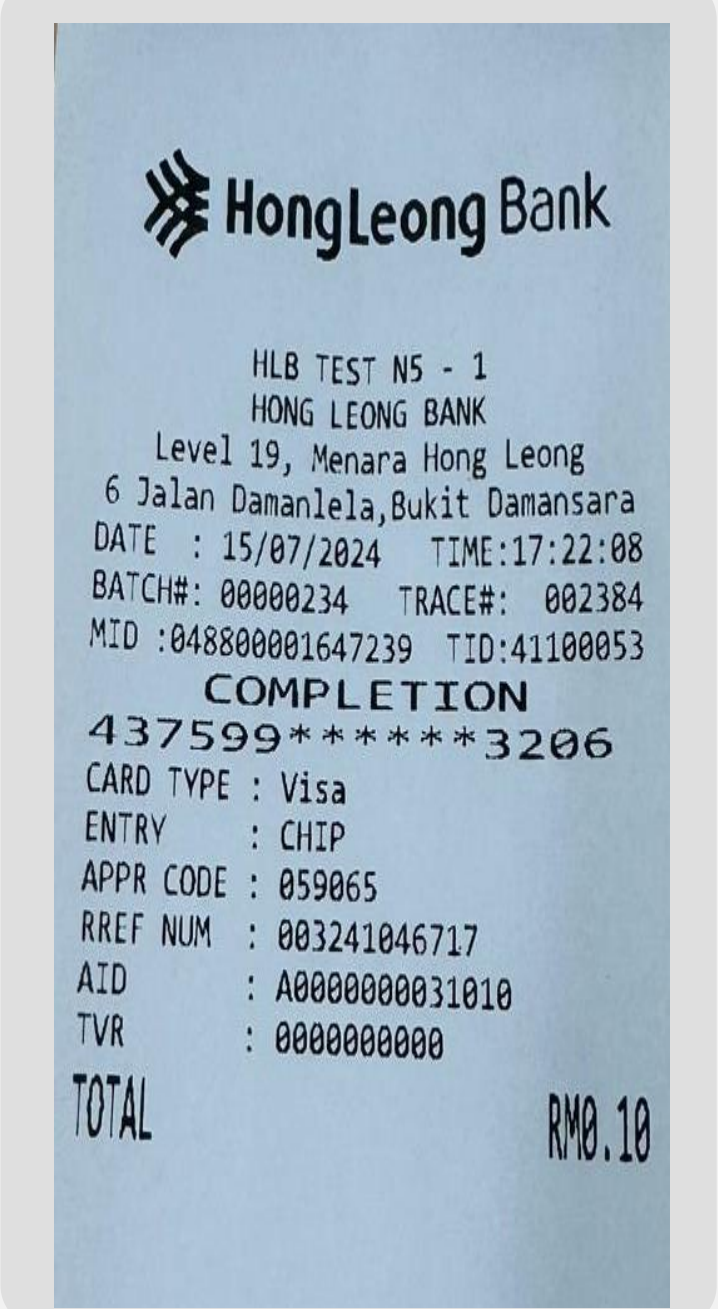 HongLeong Bank
HLB TEST N5 - 1
HONG LEONG BANK
Level 19, Menara Hong Leong
6 Jalan Damanlela,Bukit Damansara
DATE : 15/07/2024 TIME:17:22:08
BATCH#: 00000234 TRACE#: 002384
MID :048800001647239 TID:41100053
COMPLETION
437599******3206
CARD TYPE : Visa
ENTRY : CHIP
APPR CODE : 059065
RREF NUM : 003241046717
AID : A0000000031010
TVR : 0000000000
TOTAL RM0.10